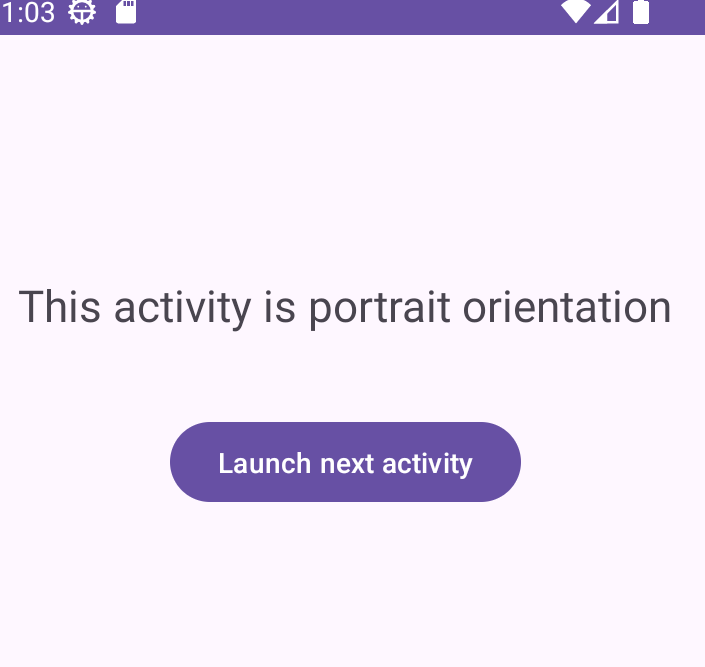 1:03
This activity is portrait orientation
Launch next activity